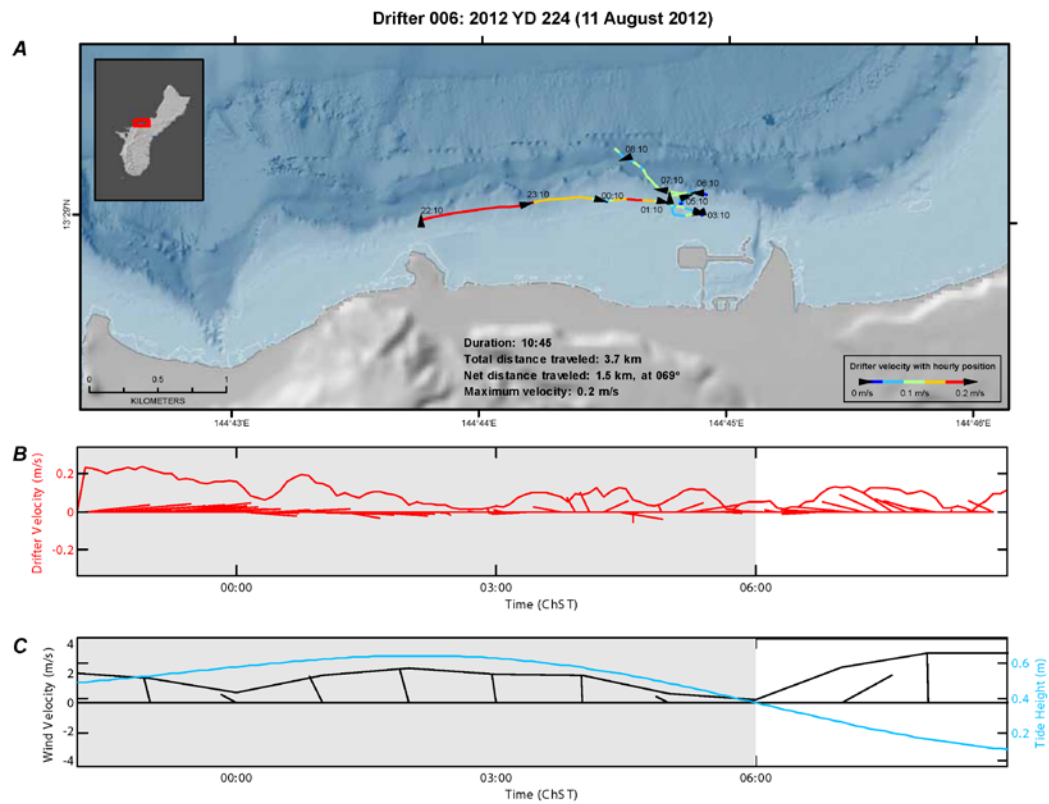 Drifter 006: 2012 YD 224 (11 August 2012)
A
13°29'N
22:10
23:10
00:10
01:10
08:10
07:10
06:10
05:10
03:10
Duration: 10:45
Total distance traveled: 3.7 km
Net distance traveled: 1.5 km, at 069°
Maximum velocity: 0.2 m/s
0 0.5 1
KILOMETERS
Drifter velocity with hourly position
0 m/s 0.1 m/s 0.2 m/s
144°43'E 144°44'E 144°45'E 144°46'E
B
Drifter Velocity (m/s)
0.2
0
-0.2
00:00 03:00 06:00
Time (ChST)
C
Wind Velocity (m/s)
4
2
0
-2
-4
0.6
0.4
0.2
Tide Height (m)
00:00 03:00 06:00
Time (ChST)